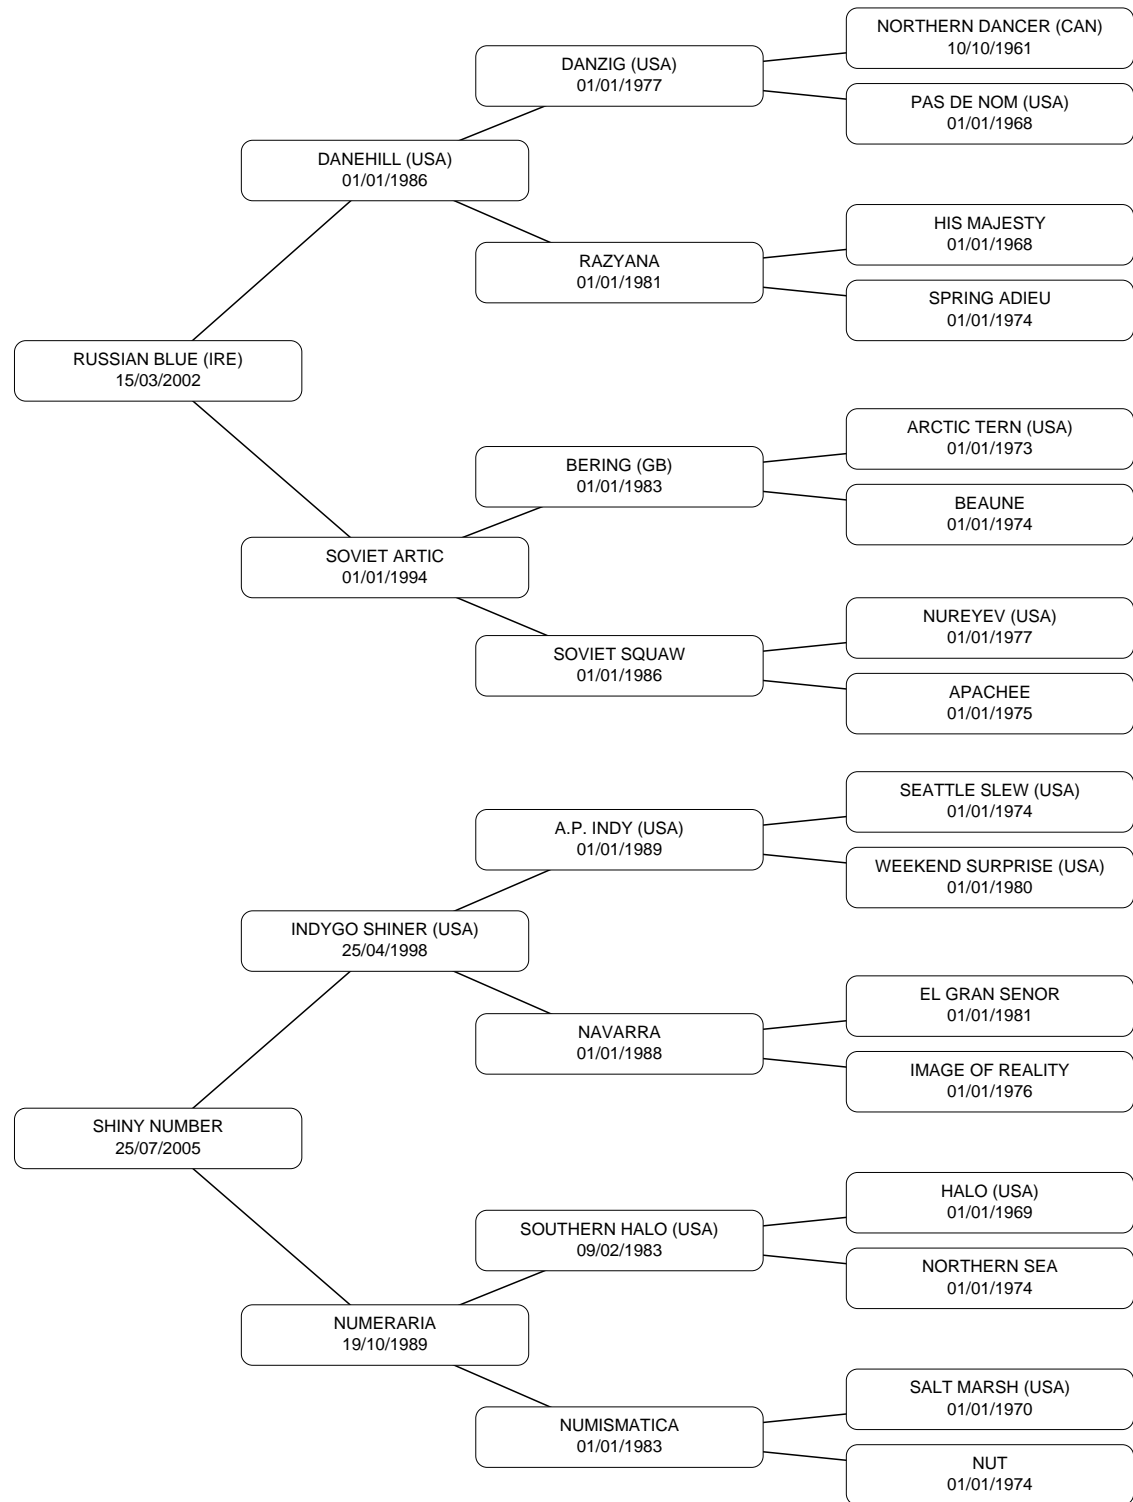 NORTHERN DANCER (CAN)
10/10/1961
DANZIG (USA)
01/01/1977
PAS DE NOM (USA)
01/01/1968
DANEHILL (USA)
01/01/1986
HIS MAJESTY
01/01/1968
RAZYANA
01/01/1981
SPRING ADIEU
01/01/1974
RUSSIAN BLUE (IRE)
15/03/2002
ARCTIC TERN (USA)
01/01/1973
BERING (GB)
01/01/1983
BEAUNE
01/01/1974
SOVIET ARTIC
01/01/1994
NUREYEV (USA)
01/01/1977
SOVIET SQUAW
01/01/1986
APACHEE
01/01/1975
SEATTLE SLEW (USA)
01/01/1974
A.P. INDY (USA)
01/01/1989
WEEKEND SURPRISE (USA)
01/01/1980
INDYGO SHINER (USA)
25/04/1998
EL GRAN SENOR
01/01/1981
NAVARRA
01/01/1988
IMAGE OF REALITY
01/01/1976
SHINY NUMBER
25/07/2005
HALO (USA)
01/01/1969
SOUTHERN HALO (USA)
09/02/1983
NORTHERN SEA
01/01/1974
NUMERARIA
19/10/1989
SALT MARSH (USA)
01/01/1970
NUMISMATICA
01/01/1983
NUT
01/01/1974